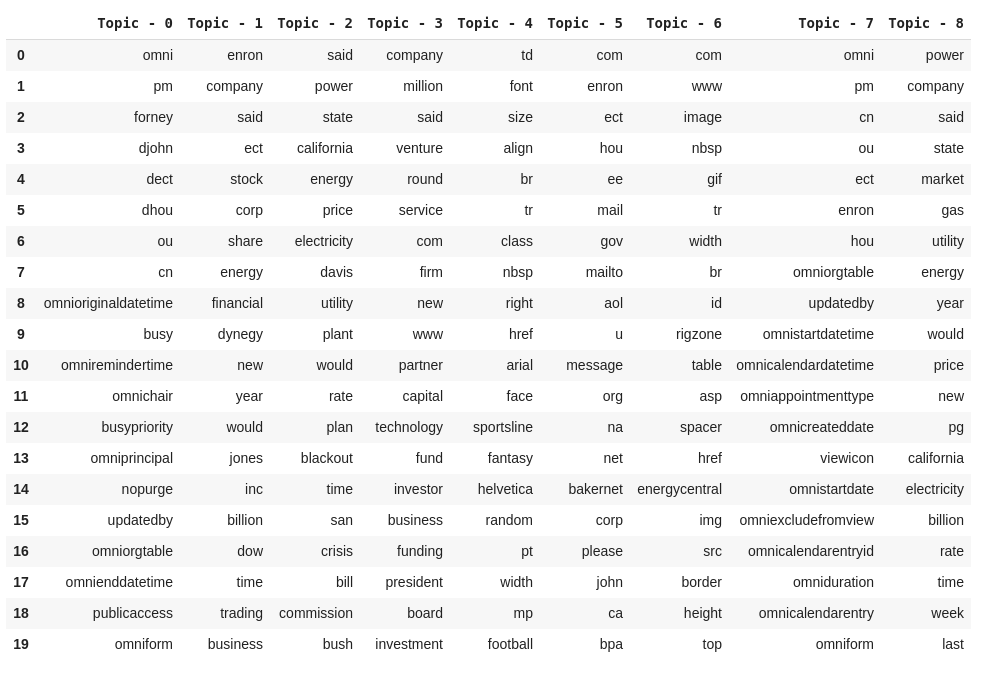 Topic - 0 Topic - 1 Topic - 2 Topic - 3 Topic - 4 Topic - 5 Topic - 6 Topic - 7 Topic - 8
0 omni enron said company td com com omni power
1 pm company power million font enron www pm company
2 forney said state said size ect image cn said
3 djohn ect california venture align hou nbsp ou state
4 dect stock energy round br ee gif ect market
5 dhou corp price service tr mail tr enron gas
6 ou share electricity com class gov width hou utility
7 cn energy davis firm nbsp mailto br omniorgtable energy
8 omnioriginaldatetime financial utility new right aol id updatedby year
9 busy dynegy plant www href u rigzone omnistartdatetime would
10 omniremindertime new would partner arial message table omnicalendardatetime price
11 omnichair year rate capital face org asp omniappointmenttype new
12 busypriority would plan technology sportsline na spacer omnicreateddate pg
13 omniprincipal jones blackout fund fantasy net href viewicon california
14 nopurge inc time investor helvetica bakernet energycentral omnistartdate electricity
15 updatedby billion san business random corp img omniexcludefromview billion
16 omniorgtable dow crisis funding pt please src omnicalendarentryid rate
17 omnienddatetime time bill president width john border omniduration time
18 publicaccess trading commission board mp ca height omnicalendarentry week
19 omniform business bush investment football bpa top omniform last